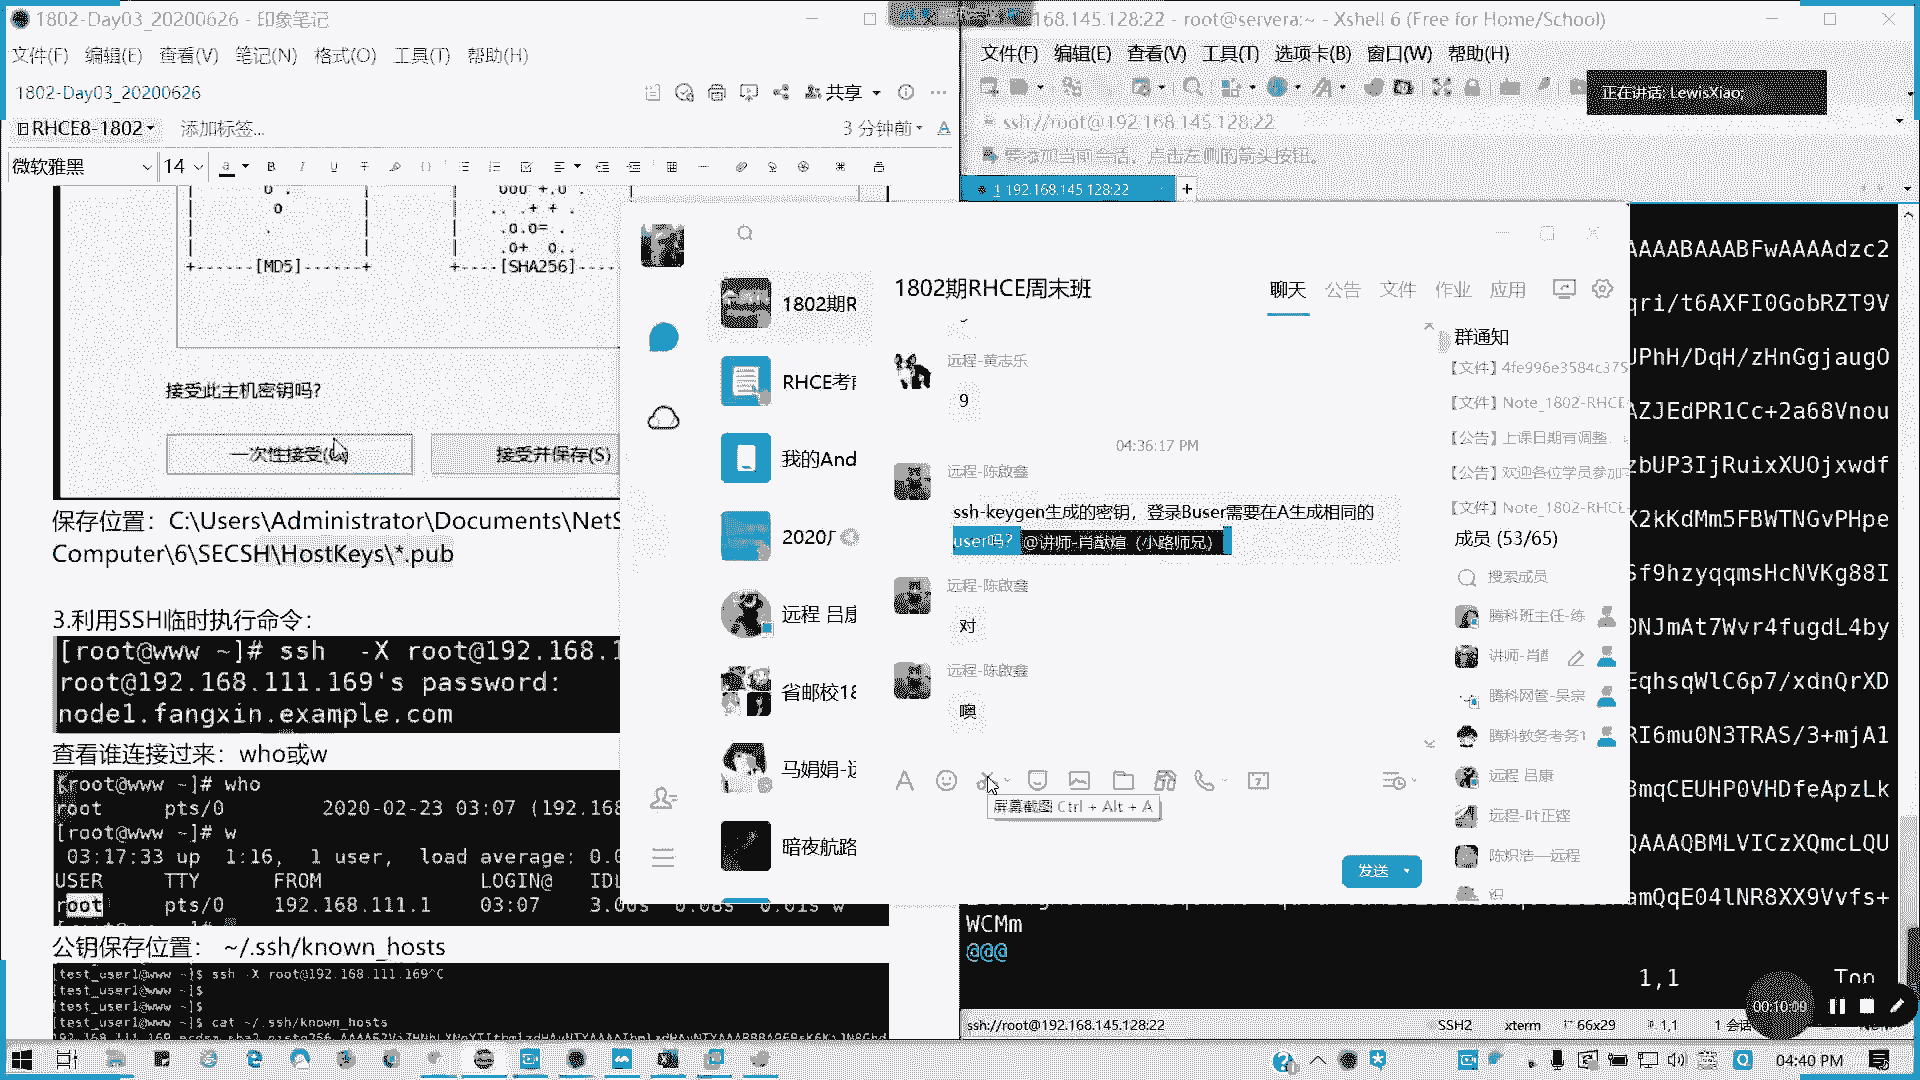 1802-Day03_20200626 - 印象笔记
文件(F) 编辑(E) 查看(V) 笔记(N) 格式(O) 工具(T) 帮助(H)
1802-Day03_20200626
共享
RHCE8-1802
添加标签...
3 分钟前
微软雅黑
14
+------[MD5]------+
+----[SHA256]-----
接受此主机密钥吗?
一次性接受
接受并保存(S)
保存位置：C:\Users\Administrator\Documents\NetS
Computer\6\SECSH\HostKeys\*.pub
3.利用SSH临时执行命令：
[root@www ~]# ssh  -X root@192.168.1
root@192.168.111.169's password:
node1.fangxin.example.com
查看谁连接过来：who或w
[root@www ~]# who
root     pts/0        2020-02-23 03:07 (192.168
[root@www ~]# w
03:17:33 up  1:16,  1 user,  load average: 0.0
USER     TTY      FROM             LOGIN@   IDL
root     pts/0    192.168.111.1    03:07    3.00s  0.08s  0.01s w
公钥保存位置： ~/.ssh/known_hosts
[test_user1@www ~]$ ssh -X root@192.168.111.169^C
[test_user1@www ~]$
[test_user1@www ~]$
[test_user1@www ~]$ cat ~/.ssh/known_hosts
168.145.128:22 - root@servera:~ - Xshell 6 (Free for Home/School)
文件(F) 编辑(E) 查看(V) 工具(T) 选项卡(B) 窗口(W) 帮助(H)
正在讲话: LewisXiao;
ssh://root@192.168.145.128:22
要添加当前会话，点击左侧的箭头按钮。
1 192.168.145.128:22
+
AAAABAAABFwAAAAdzc2
qri/t6AXFI0GobRZT9V
JPhH/DqH/zHnGgjaugO
AZJEdPR1Cc+2a68Vnou
zbUP3IjRuixXUOjxwdf
X2kKdMm5FBWTNGvPHpe
Sf9hzyqqmsHcNVKg88I
0NJmAt7Wvr4fugdL4by
EqhsqWlC6p7/xdnQrXD
RI6mu0N3TRAS/3+mjA1
3mqCEUHP0VHDfeApzLk
QAAAQBMLVICzXQmcLQU
amQqE04lNR8XX9Vvfs+
WCMm
@@@
1,1
Top
ssh://root@192.168.145.128:22
SSH2
xterm
66x29
1,1
1 会话
00:10:09
1802期R
RHCE考前
我的And
2020广
远程 吕康
省邮校18
马娟娟-远
暗夜航路
1802期RHCE周末班
聊天 公告 文件 作业 应用
远程-黄志乐
9
04:36:17 PM
远程-陈啟鑫
ssh-keygen生成的密钥，登录Buser需要在A生成相同的
user吗？@讲师-肖猷煊（小路师兄）
远程-陈啟鑫
对
远程-陈啟鑫
噢
屏幕截图 Ctrl + Alt + A
发送
群通知
【文件】4fe996e3584c375
【文件】Note_1802-RHCE
【公告】上课日期有调整，
【公告】欢迎各位学员参加
【文件】Note_1802-RHCE
成员 (53/65)
搜索成员
腾科班主任-练
讲师-肖猷
腾科网管-吴宗
腾科教务考务1
远程 吕康
远程-叶正铿
陈炽浩—远程
04:40 PM